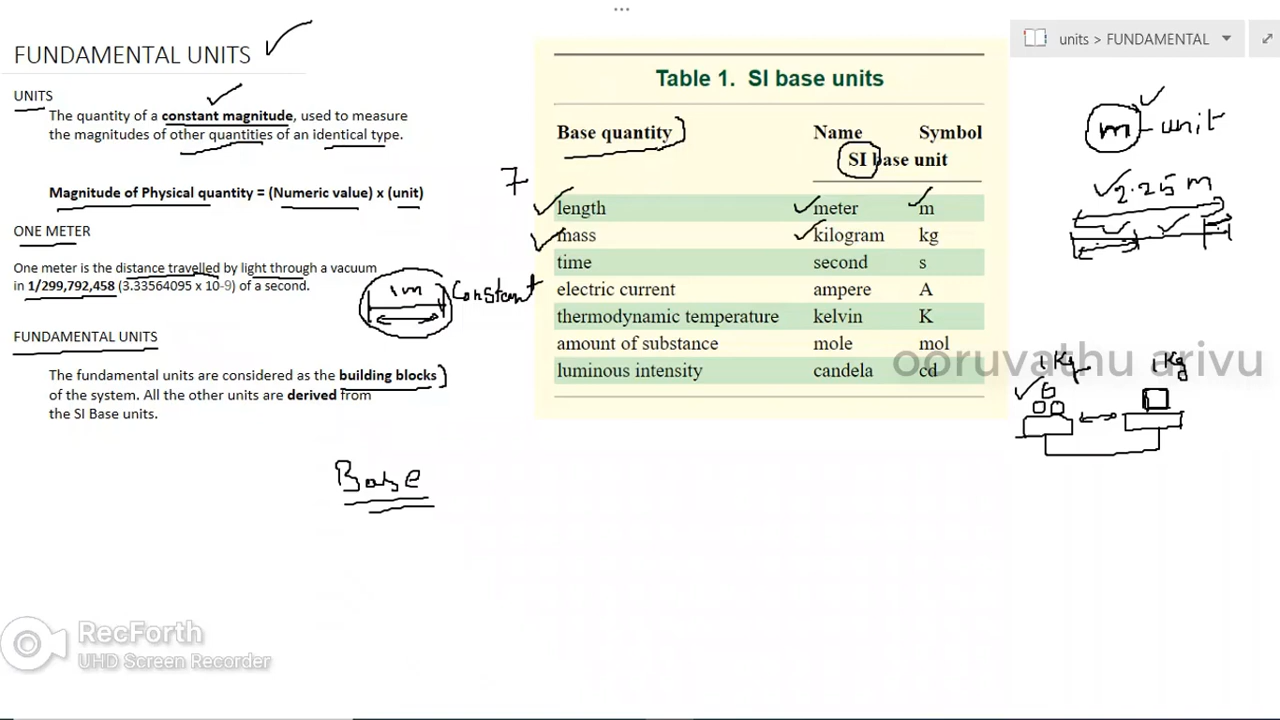 ...
units > FUNDAMENTAL
FUNDAMENTAL UNITS
UNITS
The quantity of a constant magnitude, used to measure
the magnitudes of other quantities of an identical type.
Magnitude of Physical quantity = (Numeric value) x (unit)
ONE METER
One meter is the distance travelled by light through a vacuum
in 1/299,792,458 (3.33564095 x 10-9) of a second.
1m Constant
FUNDAMENTAL UNITS
The fundamental units are considered as the building blocks
of the system. All the other units are derived from
the SI Base units.
Base
7
Table 1. SI base units
Base quantity Name Symbol
SI base unit
length meter m
mass kilogram kg
time second s
electric current ampere A
thermodynamic temperature kelvin K
amount of substance mole mol
luminous intensity candela cd
m - unit
2.25 m
ooruvathu arivu
1Kg 1Kg
RecForth
UHD Screen Recorder